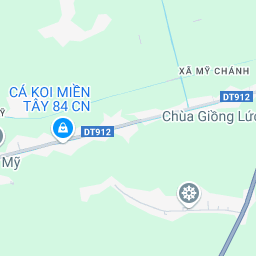 XÃ MỸ CHÁNH
CÁ KOI MIỀN
TÂY 84 CN
DT912
Chùa Giồng Lức
DT912
Mỹ